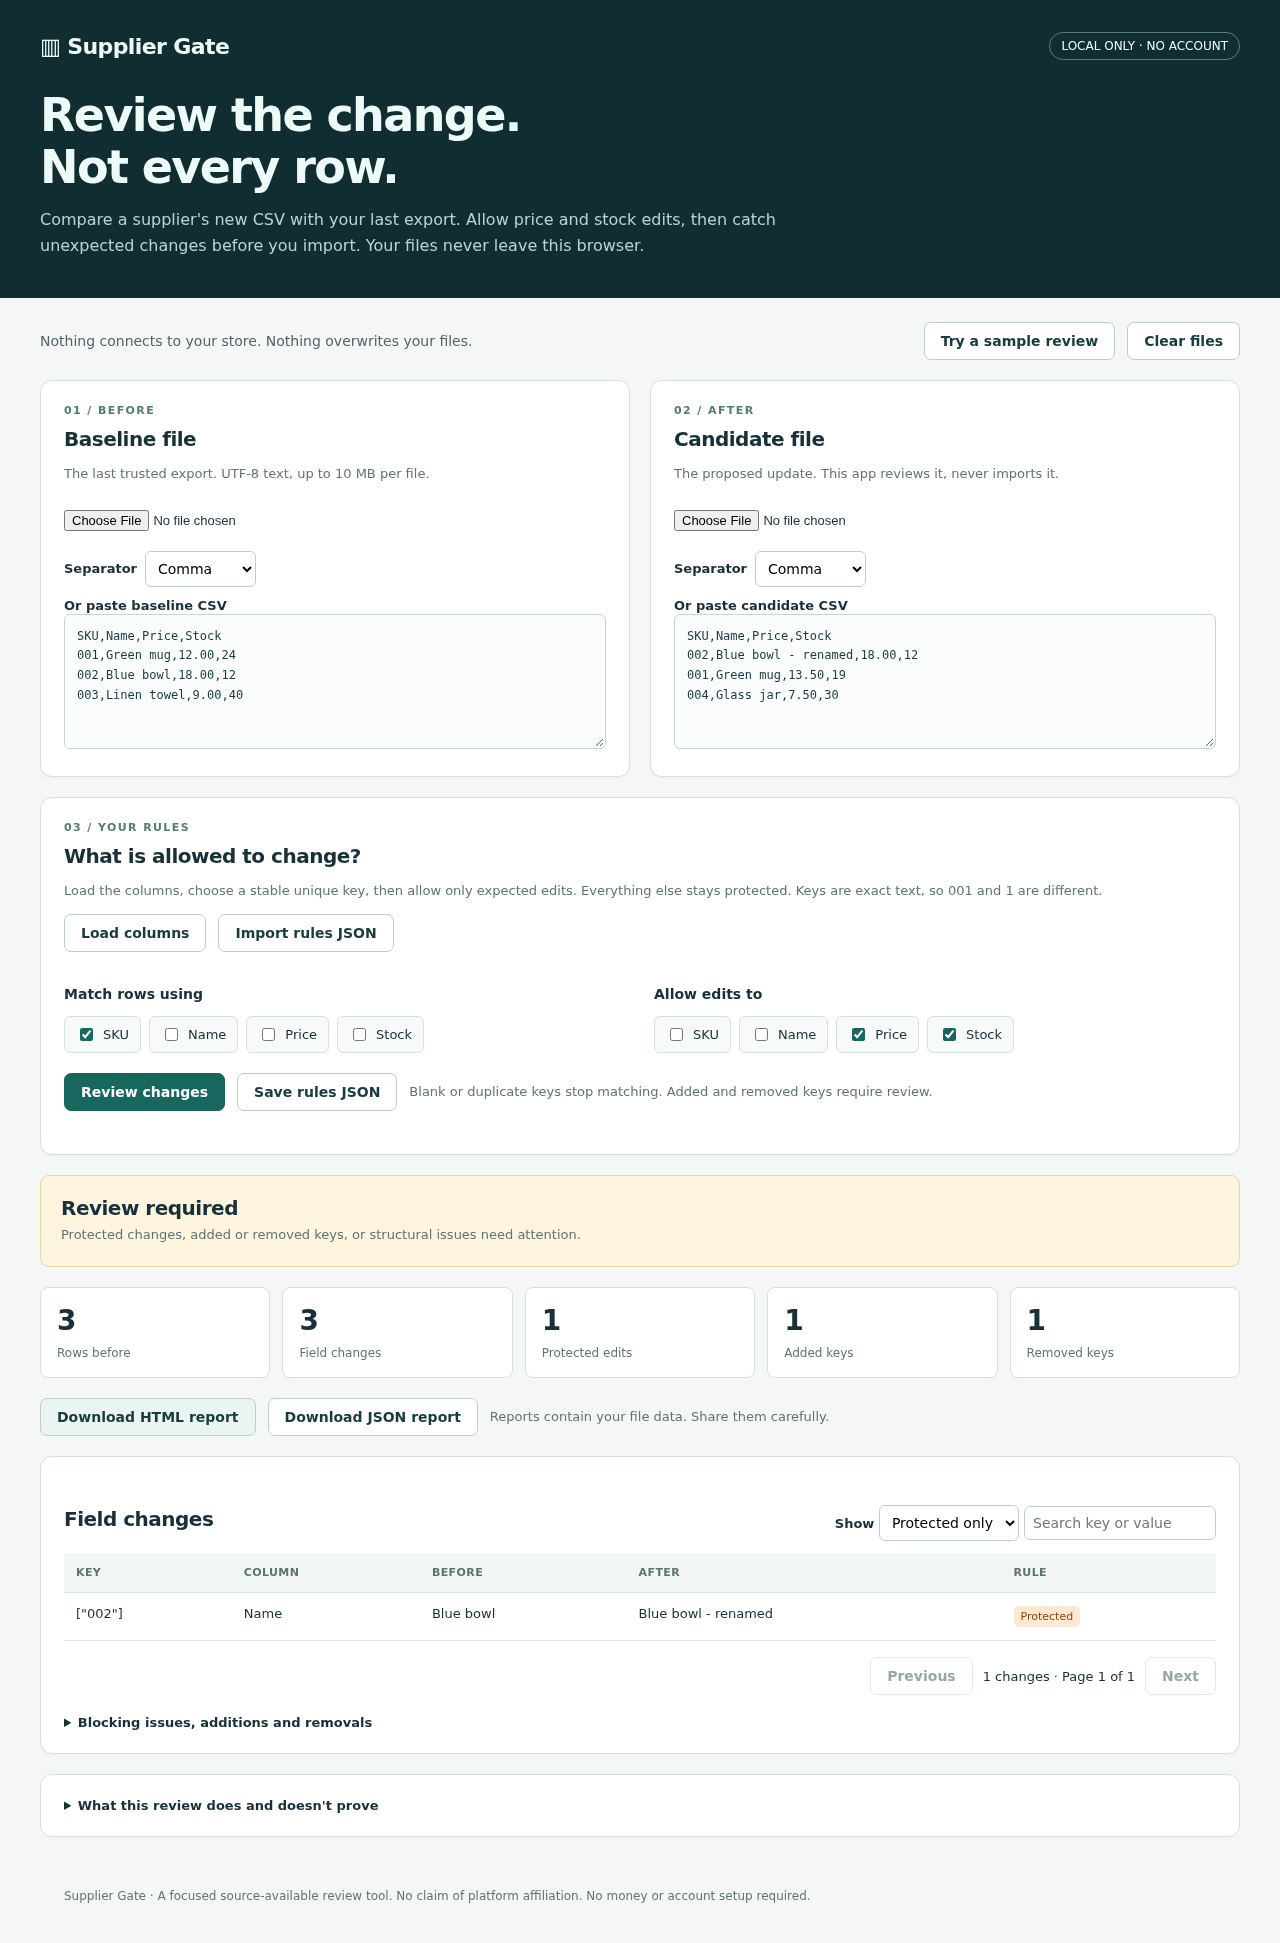 Supplier Gate
LOCAL ONLY · NO ACCOUNT
Review the change.
Not every row.
Compare a supplier's new CSV with your last export. Allow price and stock edits, then catch
unexpected changes before you import. Your files never leave this browser.
Nothing connects to your store. Nothing overwrites your files.
Try a sample review
Clear files
01 / BEFORE
Baseline file
The last trusted export. UTF-8 text, up to 10 MB per file.
Choose File No file chosen
Separator Comma
Or paste baseline CSV
SKU,Name,Price,Stock
001,Green mug,12.00,24
002,Blue bowl,18.00,12
003,Linen towel,9.00,40
02 / AFTER
Candidate file
The proposed update. This app reviews it, never imports it.
Choose File No file chosen
Separator Comma
Or paste candidate CSV
SKU,Name,Price,Stock
002,Blue bowl - renamed,18.00,12
001,Green mug,13.50,19
004,Glass jar,7.50,30
03 / YOUR RULES
What is allowed to change?
Load the columns, choose a stable unique key, then allow only expected edits. Everything else stays protected. Keys are exact text, so 001 and 1 are different.
Load columns
Import rules JSON
Match rows using
SKU Name Price Stock
Allow edits to
SKU Name Price Stock
Review changes
Save rules JSON
Blank or duplicate keys stop matching. Added and removed keys require review.
Review required
Protected changes, added or removed keys, or structural issues need attention.
3
Rows before
3
Field changes
1
Protected edits
1
Added keys
1
Removed keys
Download HTML report
Download JSON report
Reports contain your file data. Share them carefully.
Field changes
Show Protected only Search key or value
KEY COLUMN BEFORE AFTER RULE
["002"] Name Blue bowl Blue bowl - renamed Protected
Previous 1 changes · Page 1 of 1 Next
Blocking issues, additions and removals
What this review does and doesn't prove
Supplier Gate · A focused source-available review tool. No claim of platform affiliation. No money or account setup required.